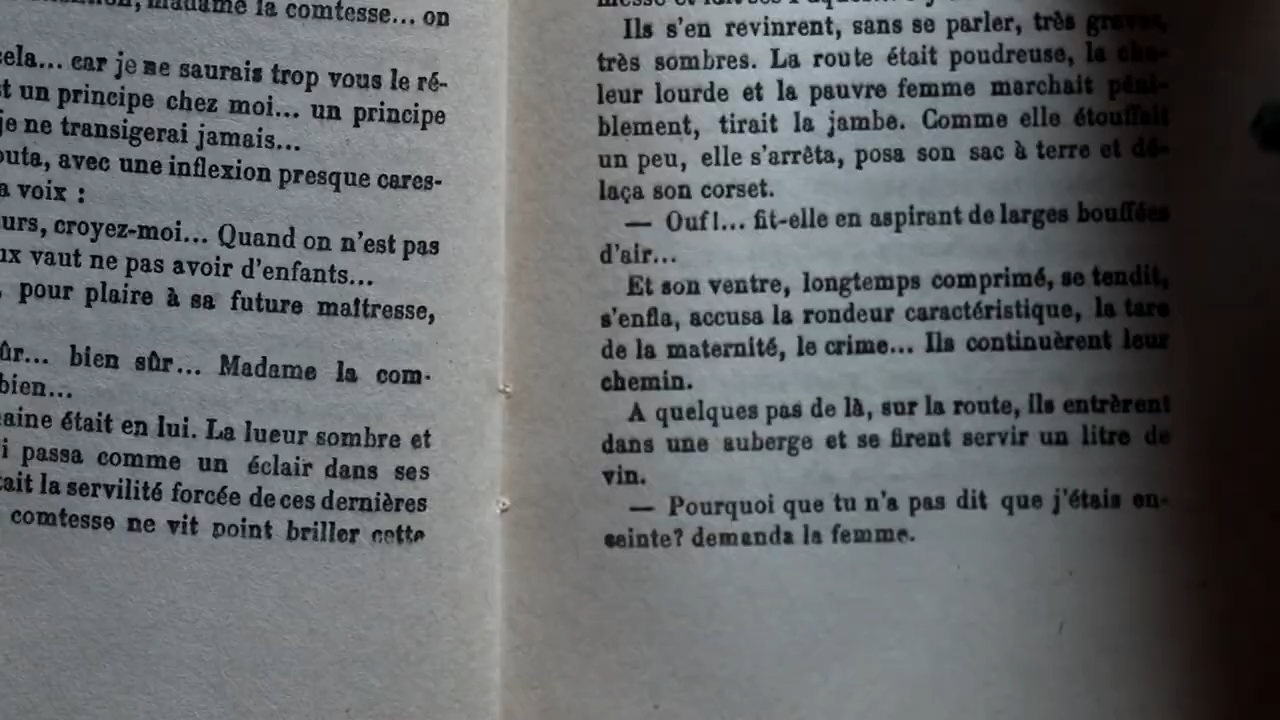 madame la comtesse... on
cela... car je ne saurais trop vous le ré-
st un principe chez moi... un principe
je ne transigerai jamais...
outa, avec une inflexion presque cares-
a voix :
urs, croyez-moi... Quand on n'est pas
ux vaut ne pas avoir d'enfants...
, pour plaire à sa future maîtresse,
ûr... bien sûr... Madame la com-
bien...
aine était en lui. La lueur sombre et
i passa comme un éclair dans ses
tait la servilité forcée de ces dernières
comtesse ne vit point briller cette
Ils s'en revinrent, sans se parler, très graves,
très sombres. La route était poudreuse, la cha-
leur lourde et la pauvre femme marchait péni-
blement, tirait la jambe. Comme elle étouffait
un peu, elle s'arrêta, posa son sac à terre et dé-
laça son corset.
— Ouf!... fit-elle en aspirant de larges bouffées
d'air...
Et son ventre, longtemps comprimé, se tendit,
s'enfla, accusa la rondeur caractéristique, la tare
de la maternité, le crime... Ils continuèrent leur
chemin.
A quelques pas de là, sur la route, ils entrèrent
dans une auberge et se firent servir un litre de
vin.
— Pourquoi que tu n'a pas dit que j'étais en-
seinte? demanda la femme.